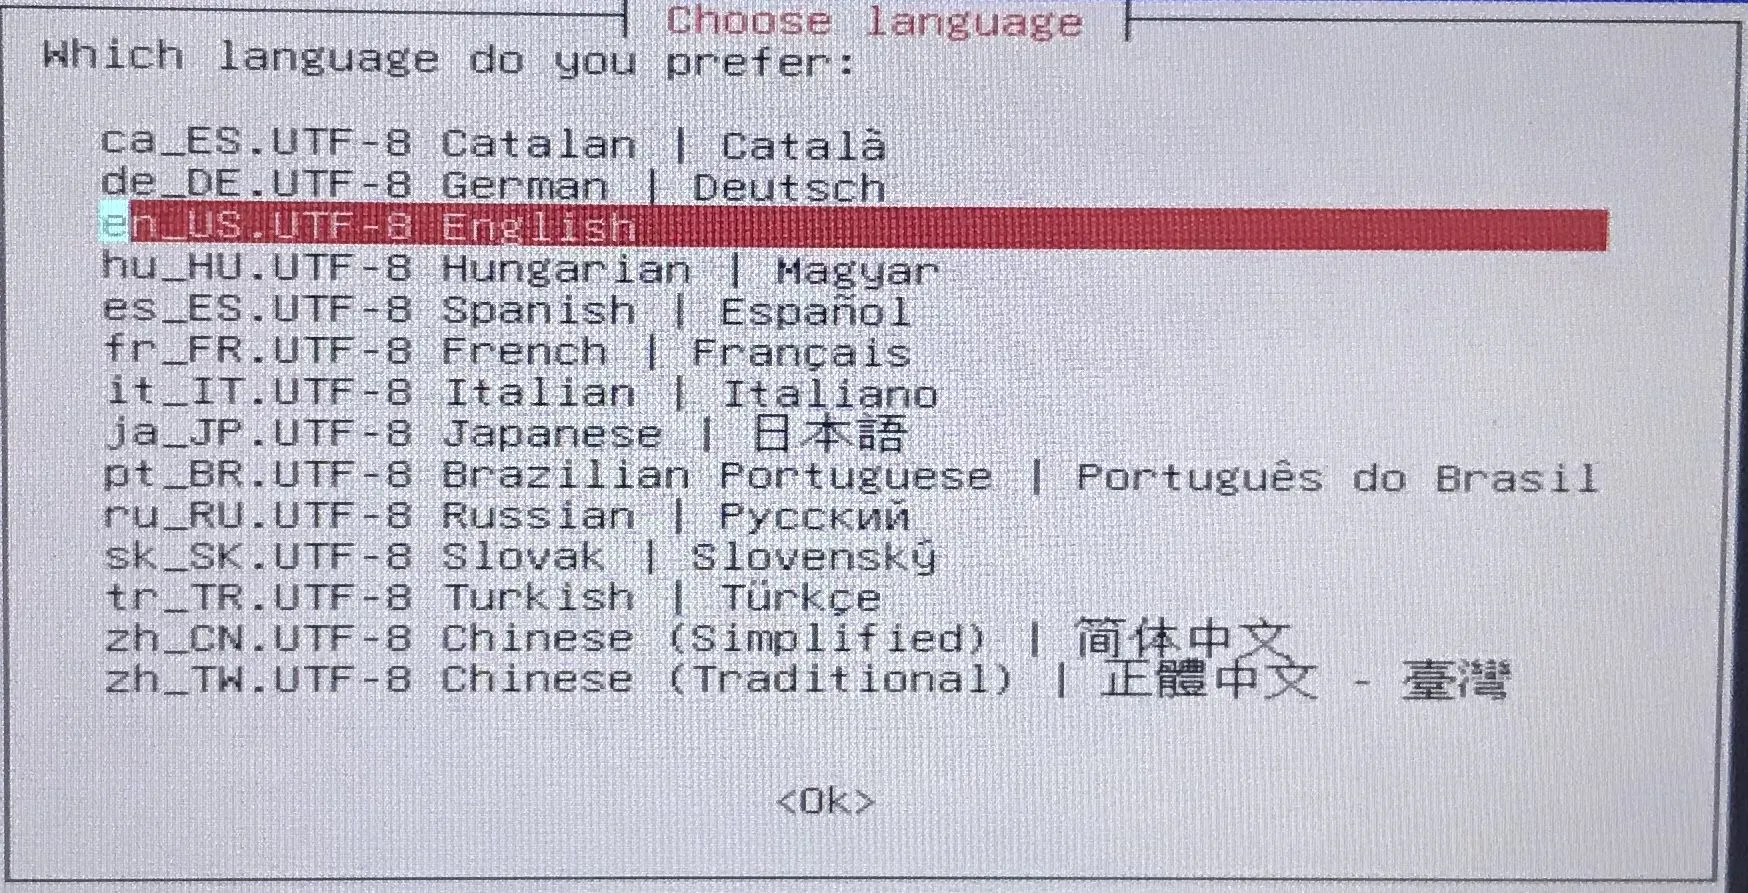 Choose language
Which language do you prefer:
ca_ES.UTF-8 Catalan | Català
de_DE.UTF-8 German | Deutsch
en_US.UTF-8 English
hu_HU.UTF-8 Hungarian | Magyar
es_ES.UTF-8 Spanish | Español
fr_FR.UTF-8 French | Français
it_IT.UTF-8 Italian | Italiano
ja_JP.UTF-8 Japanese | 日本語
pt_BR.UTF-8 Brazilian Portuguese | Português do Brasil
ru_RU.UTF-8 Russian | Русский
sk_SK.UTF-8 Slovak | Slovenský
tr_TR.UTF-8 Turkish | Türkçe
zh_CN.UTF-8 Chinese (Simplified) | 简体中文
zh_TW.UTF-8 Chinese (Traditional) | 正體中文 - 臺灣
<Ok>